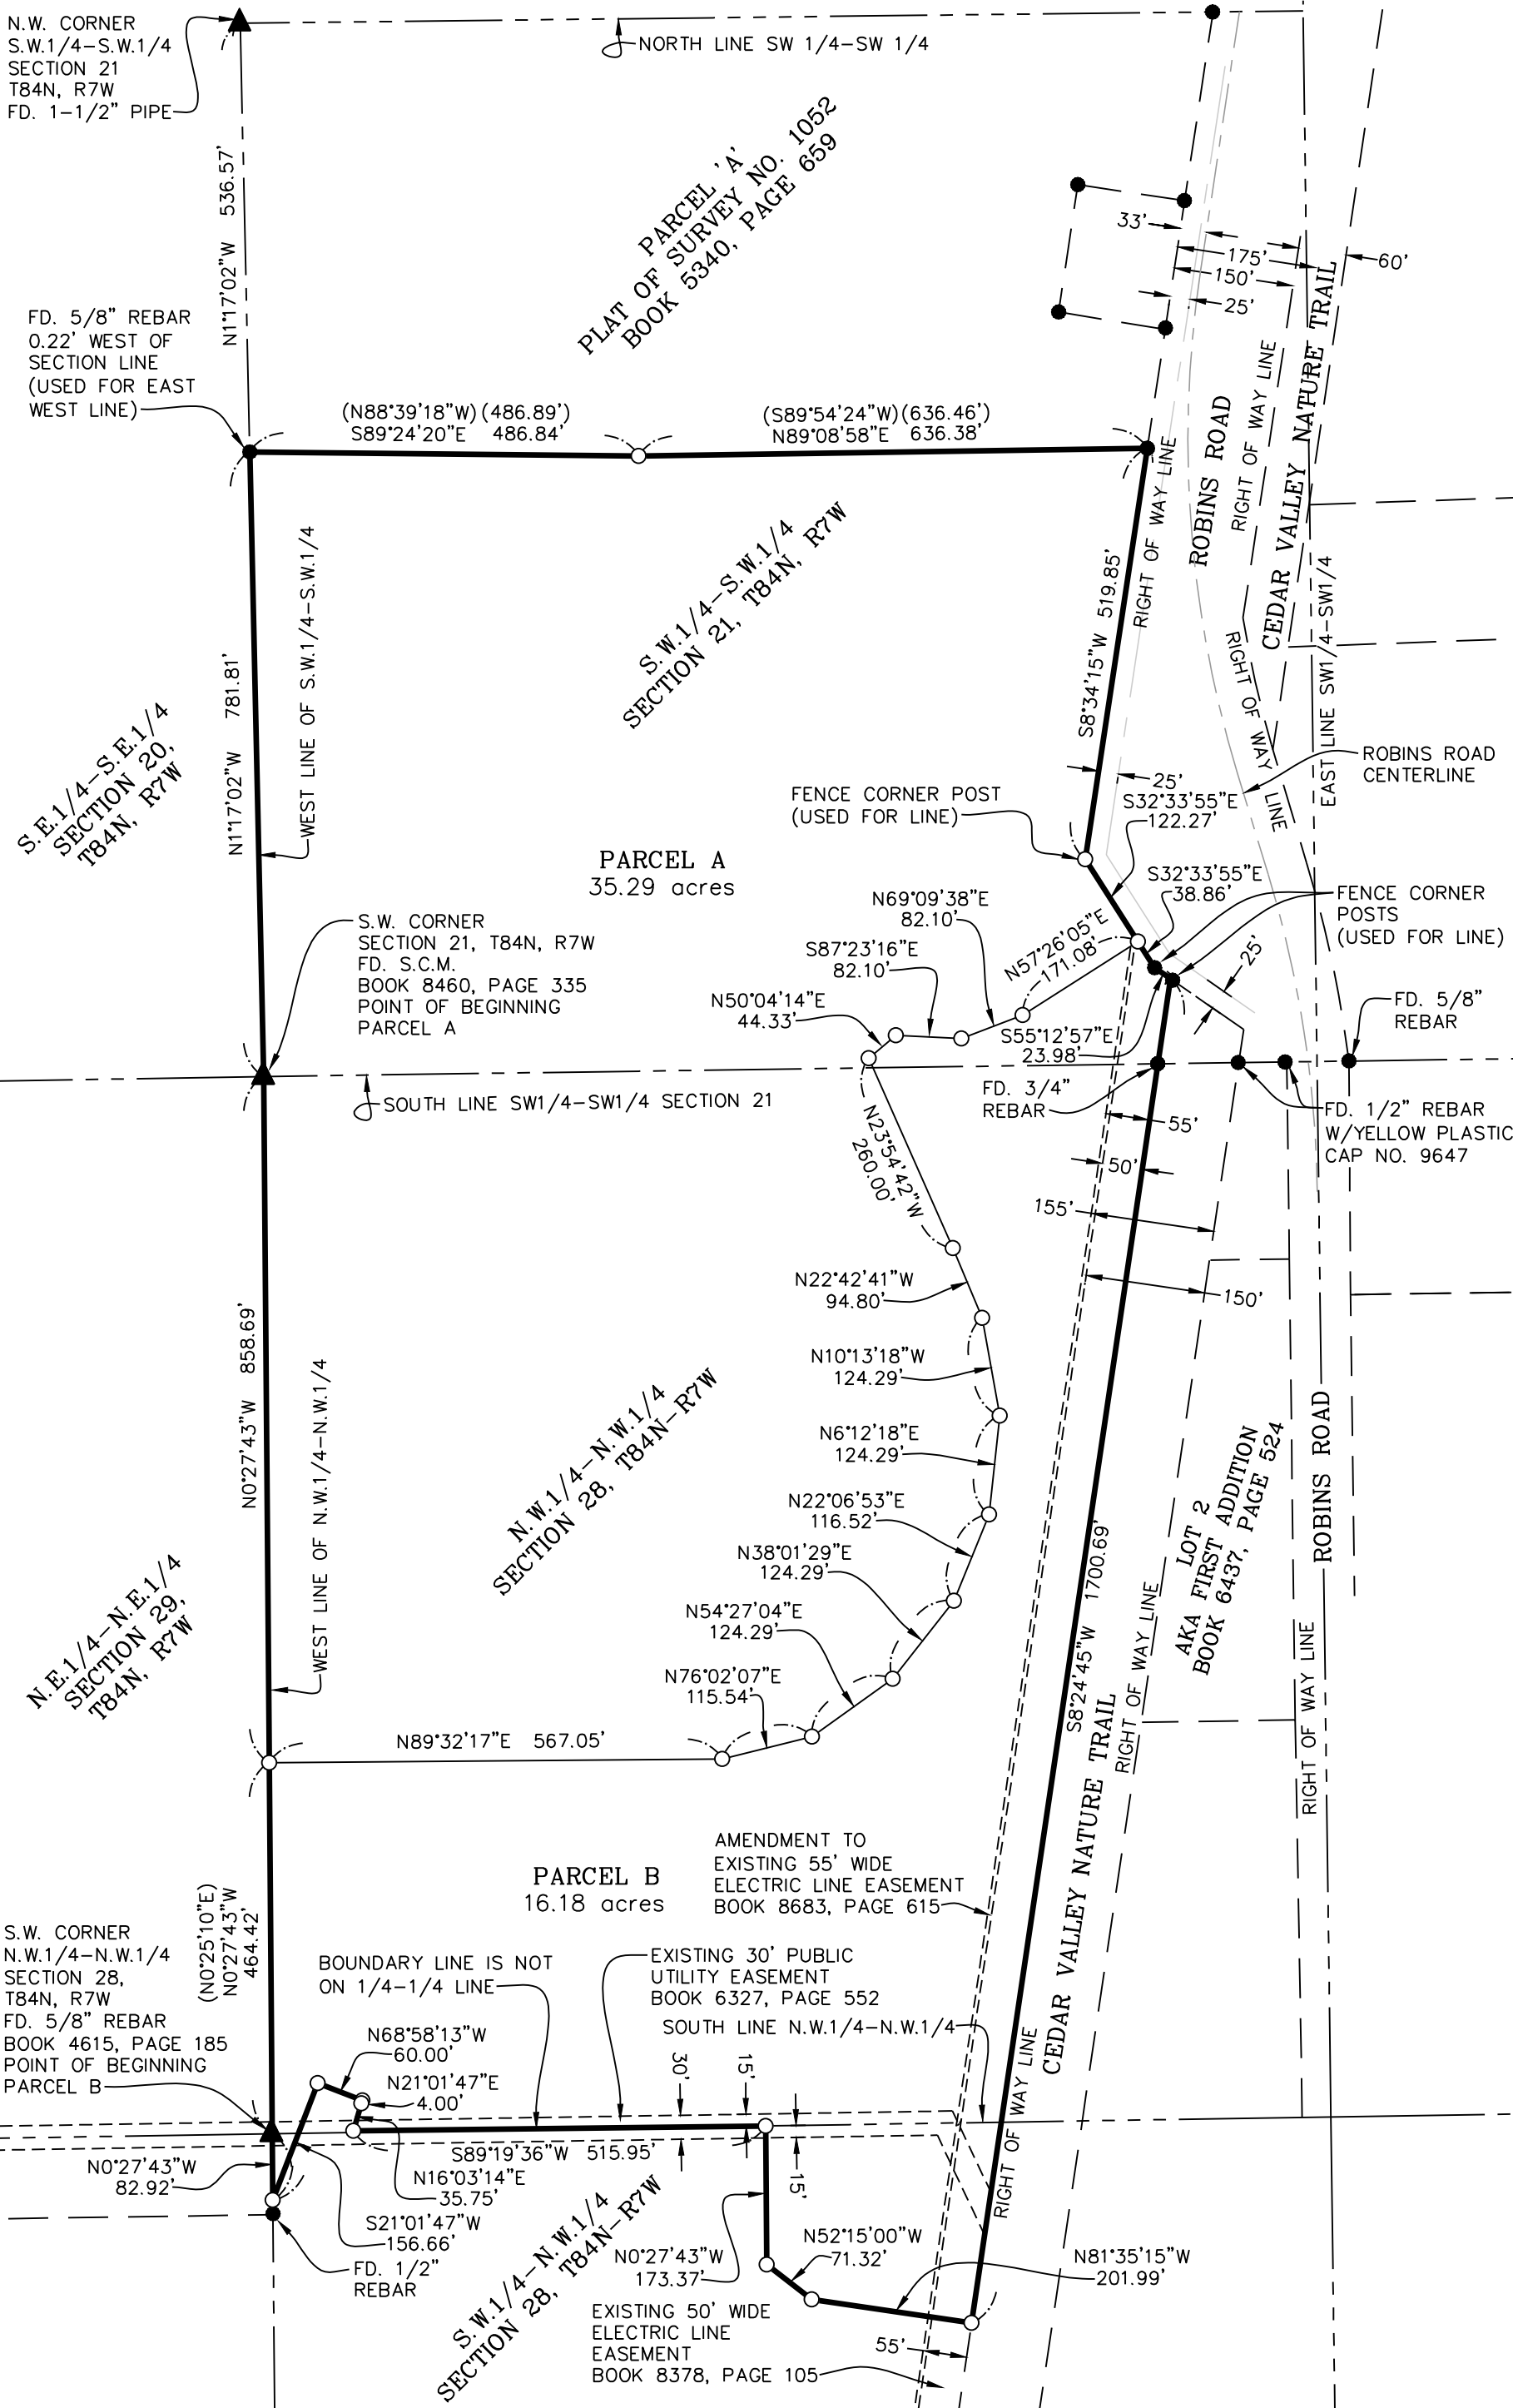 N.W. CORNER
S.W.1/4-S.W.1/4
SECTION 21
T84N, R7W
FD. 1-1/2" PIPE
NORTH LINE SW 1/4-SW 1/4
N1°17'02"W 536.57'
PARCEL 'A'
PLAT OF SURVEY NO. 1052
BOOK 5340, PAGE 659
33'
175'
150'
25'
60'
FD. 5/8" REBAR
0.22' WEST OF
SECTION LINE
(USED FOR EAST
WEST LINE)
(N88°39'18"W) (486.89')
S89°24'20"E 486.84'
(S89°54'24"W) (636.46')
N89°08'58"E 636.38'
RIGHT OF WAY LINE
ROBINS ROAD
RIGHT OF WAY LINE
CEDAR VALLEY NATURE TRAIL
WEST LINE OF S.W.1/4-S.W.1/4
S.W.1/4-S.W.1/4
SECTION 21, T84N, R7W
S8°34'15"W 519.85'
RIGHT OF WAY LINE
EAST LINE SW1/4-SW1/4
S.E.1/4-S.E.1/4
SECTION 20,
T84N, R7W
N1°17'02"W 781.81'
ROBINS ROAD
CENTERLINE
25'
FENCE CORNER POST
(USED FOR LINE)
S32°33'55"E
122.27'
PARCEL A
35.29 acres
S32°33'55"E
38.86'
FENCE CORNER
POSTS
(USED FOR LINE)
N69°09'38"E
82.10'
S87°23'16"E
82.10'
N57°26'05"E
171.08'
25'
S.W. CORNER
SECTION 21, T84N, R7W
FD. S.C.M.
BOOK 8460, PAGE 335
POINT OF BEGINNING
PARCEL A
N50°04'14"E
44.33'
S55°12'57"E
23.98'
FD. 5/8"
REBAR
FD. 3/4"
REBAR
SOUTH LINE SW1/4-SW1/4 SECTION 21
FD. 1/2" REBAR
W/YELLOW PLASTIC
CAP NO. 9647
N23°54'42"W
260.00'
55'
50'
155'
150'
N22°42'41"W
94.80'
N0°27'43"W 858.69'
WEST LINE OF N.W.1/4-N.W.1/4
N10°13'18"W
124.29'
N.W.1/4-N.W.1/4
SECTION 28, T84N-R7W
N6°12'18"E
124.29'
N22°06'53"E
116.52'
N38°01'29"E
124.29'
N54°27'04"E
124.29'
N76°02'07"E
115.54'
N89°32'17"E 567.05'
S8°24'45"W 1700.69'
LOT 2
AKA FIRST ADDITION
BOOK 6437, PAGE 524
ROBINS ROAD
RIGHT OF WAY LINE
RIGHT OF WAY LINE
CEDAR VALLEY NATURE TRAIL
N.E.1/4-N.E.1/4
SECTION 29,
T84N, R7W
AMENDMENT TO
EXISTING 55' WIDE
ELECTRIC LINE EASEMENT
BOOK 8683, PAGE 615
PARCEL B
16.18 acres
(N0°25'10"E)
N0°27'43"W
464.42'
S.W. CORNER
N.W.1/4-N.W.1/4
SECTION 28,
T84N, R7W
FD. 5/8" REBAR
BOOK 4615, PAGE 185
POINT OF BEGINNING
PARCEL B
BOUNDARY LINE IS NOT
ON 1/4-1/4 LINE
EXISTING 30' PUBLIC
UTILITY EASEMENT
BOOK 6327, PAGE 552
SOUTH LINE N.W.1/4-N.W.1/4
RIGHT OF WAY LINE
N68°58'13"W
60.00'
N21°01'47"E
4.00'
30'
15'
S89°19'36"W 515.95'
15'
N0°27'43"W
82.92'
N16°03'14"E
35.75'
S21°01'47"W
156.66'
FD. 1/2"
REBAR
S.W.1/4-N.W.1/4
SECTION 28, T84N-R7W
N0°27'43"W
173.37'
N52°15'00"W
71.32'
N81°35'15"W
201.99'
EXISTING 50' WIDE
ELECTRIC LINE
EASEMENT
BOOK 8378, PAGE 105
55'